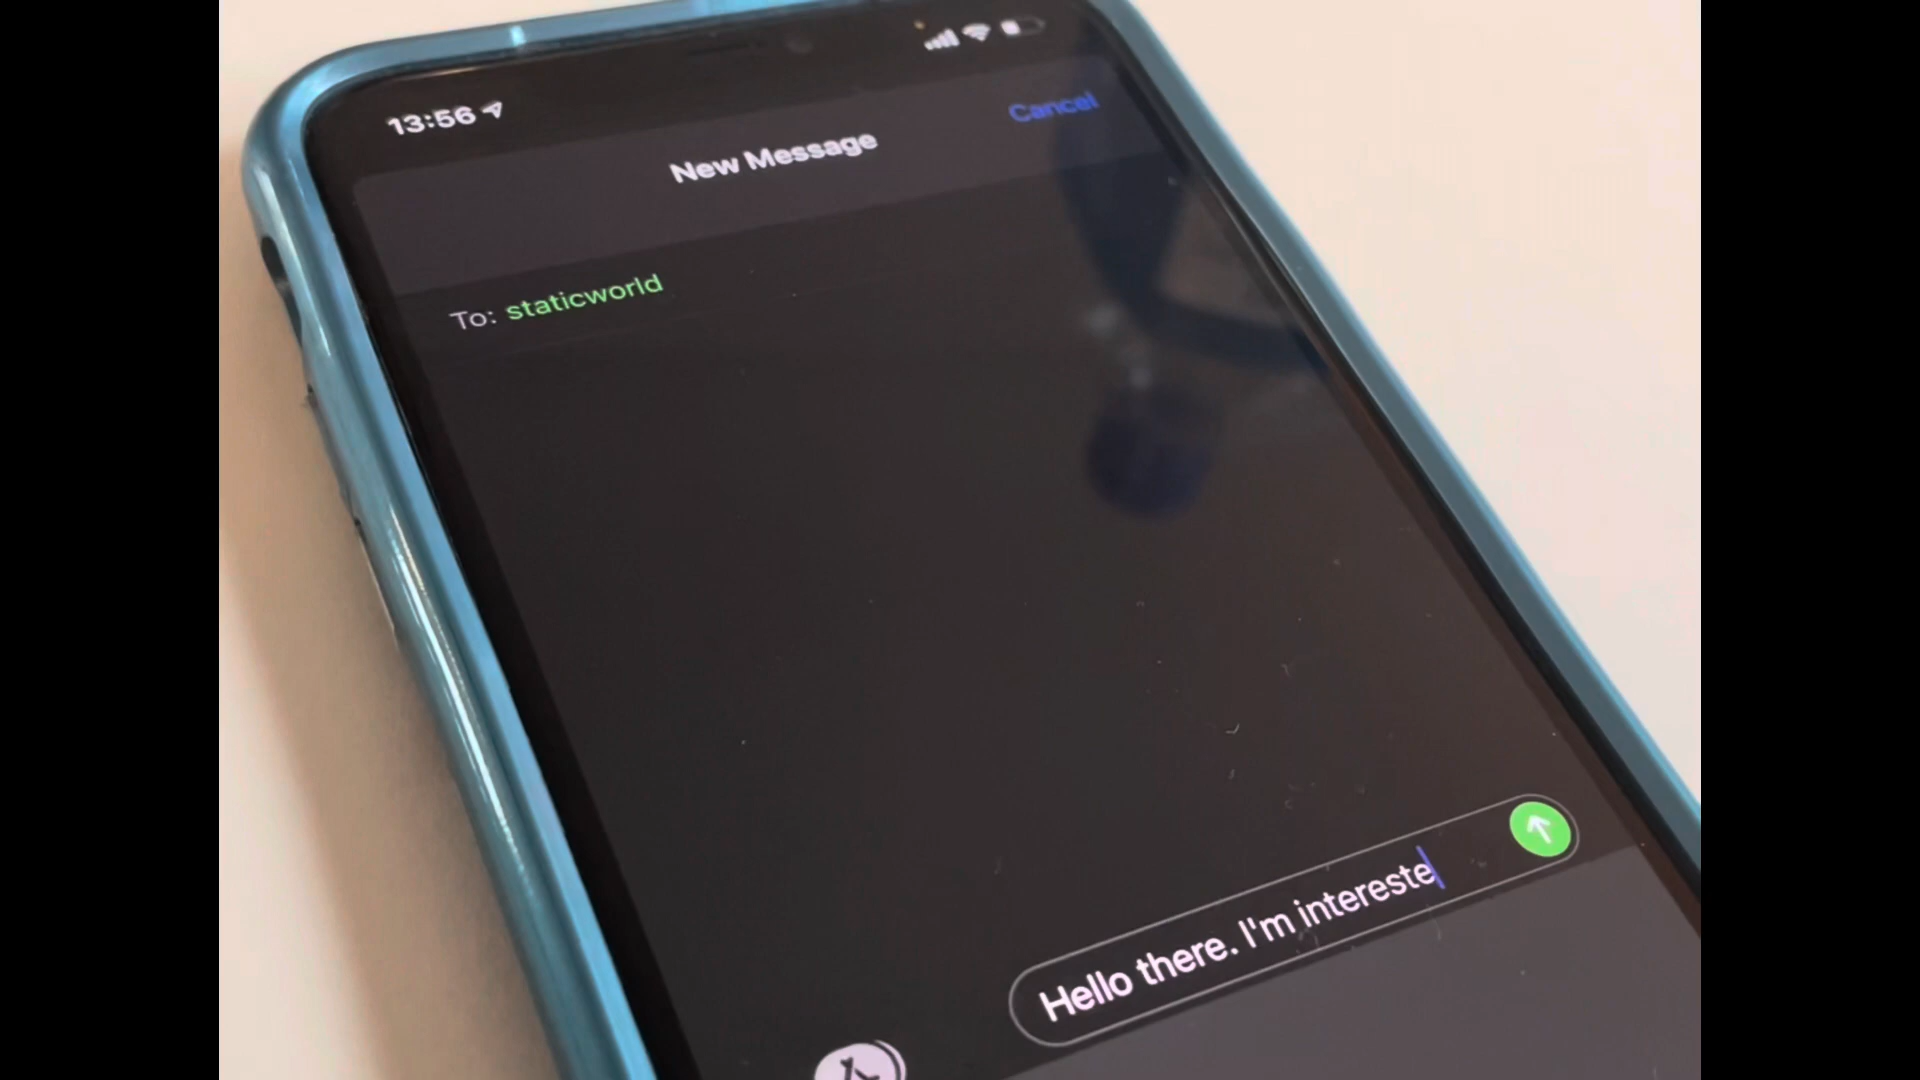 13:56
Cancel
New Message
To: staticworld
Hello there. I'm intereste